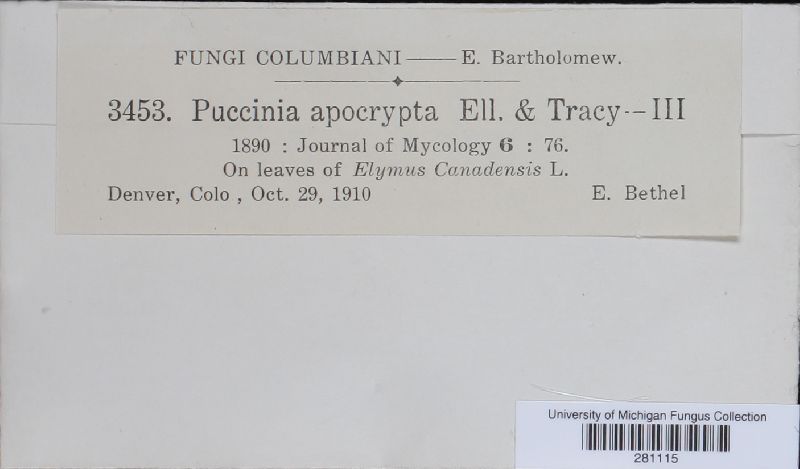 FUNGI COLUMBIANI—— E. Bartholomew.
3453. Puccinia apocrypta Ell. & Tracy--III
1890 : Journal of Mycology 6 : 76.
On leaves of Elymus Canadensis L.
Denver, Colo , Oct. 29, 1910 E. Bethel
University of Michigan Fungus Collection
281115